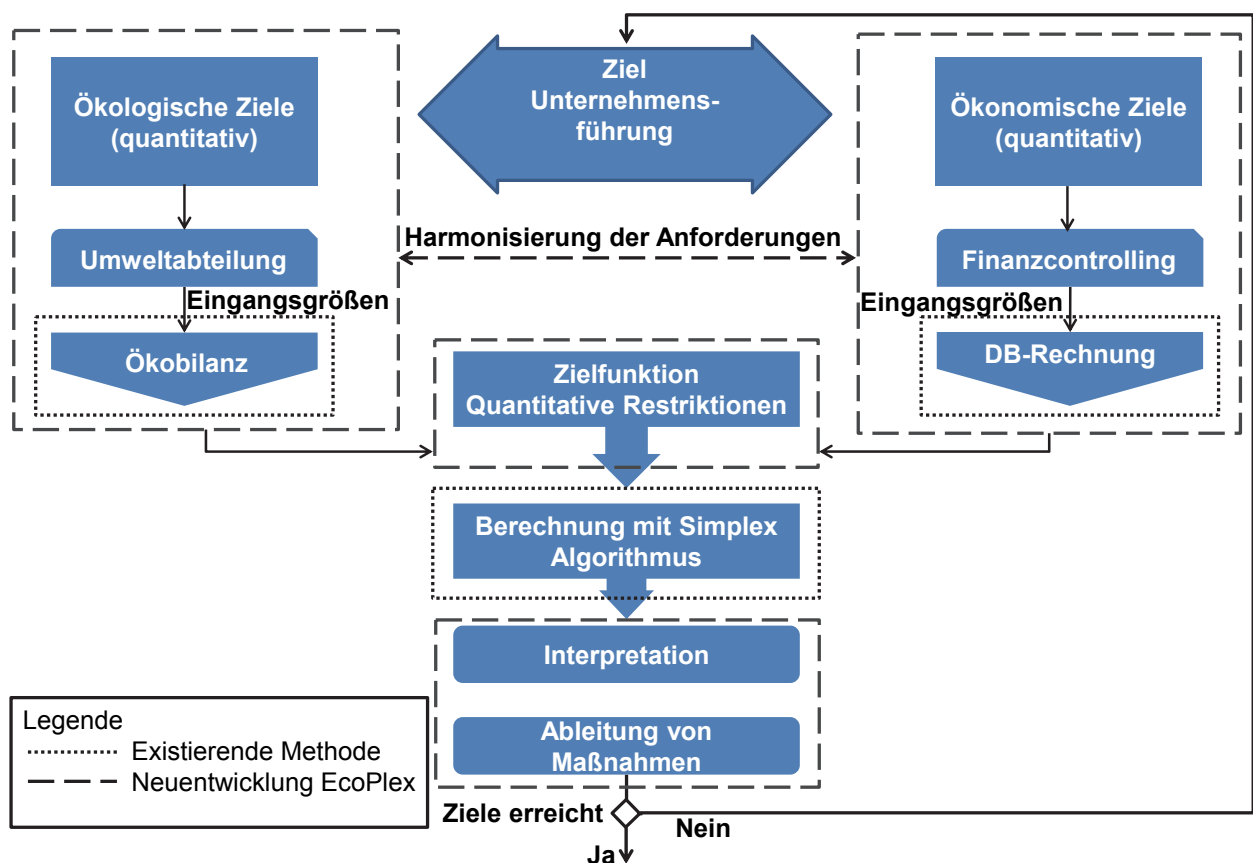 Ziel
Unternehmens-
führung
Ökologische Ziele
(quantitativ)
Umweltabteilung
Eingangsgrößen
Ökobilanz
Harmonisierung der Anforderungen
Ökonomische Ziele
(quantitativ)
Finanzcontrolling
Eingangsgrößen
DB-Rechnung
Zielfunktion
Quantitative Restriktionen
Berechnung mit Simplex
Algorithmus
Interpretation
Ableitung von
Maßnahmen
Ziele erreicht
Nein
Ja
Legende
Existierende Methode
Neuentwicklung EcoPlex